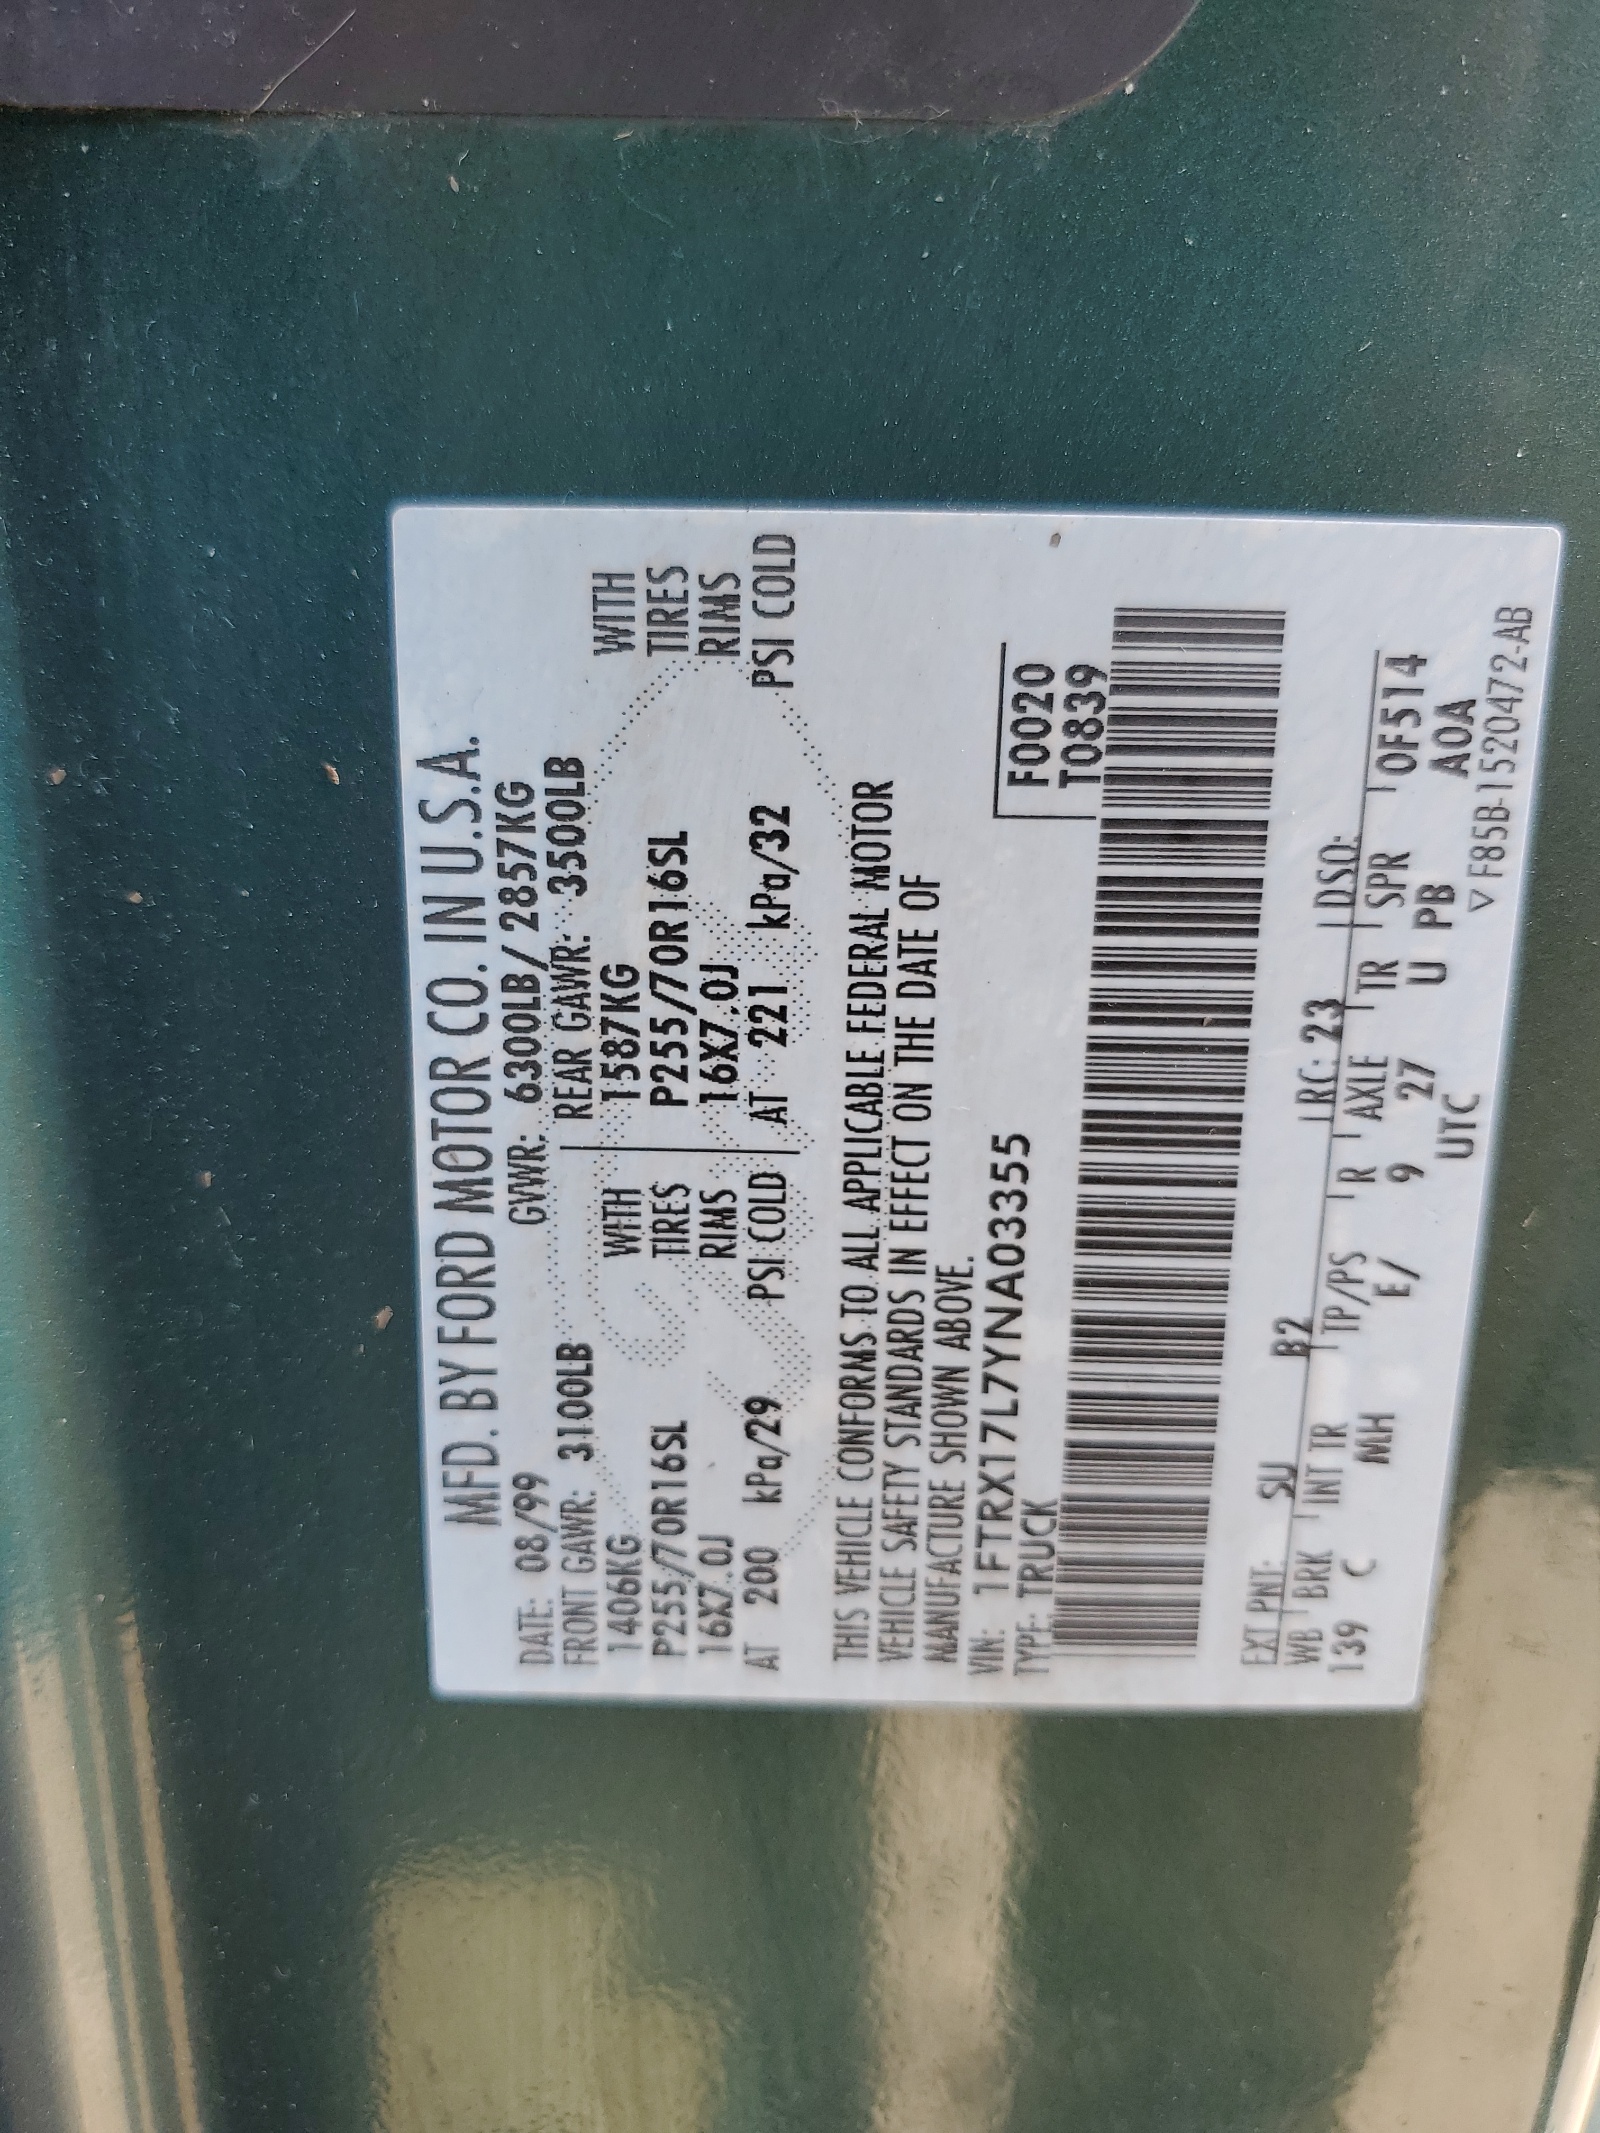 MFD. BY FORD MOTOR CO. IN U.S.A.
DATE: 08/99 GVWR: 6300LB/ 2857KG
FRONT GAWR: 3100LB REAR GAWR: 3500LB
1406KG WITH 1587KG WITH
P255/70R16SL TIRES P255/70R16SL TIRES
16X7.0J RIMS 16X7.0J RIMS
AT 200 kPa/29 PSI COLD AT 221 kPa/32 PSI COLD
THIS VEHICLE CONFORMS TO ALL APPLICABLE FEDERAL MOTOR
VEHICLE SAFETY STANDARDS IN EFFECT ON THE DATE OF
MANUFACTURE SHOWN ABOVE.
VIN: 1FTRX17L7YNA03355 F0020
TYPE: TRUCK T0839
EXT PNT: SU B2 RC: 23 DSO:
WB BRK INT TR TP/PS R AXLE TR SPR 0F514
139 C MH E/ 9 27 U PB A0A
UTC
▽ F85B-1520472-AB